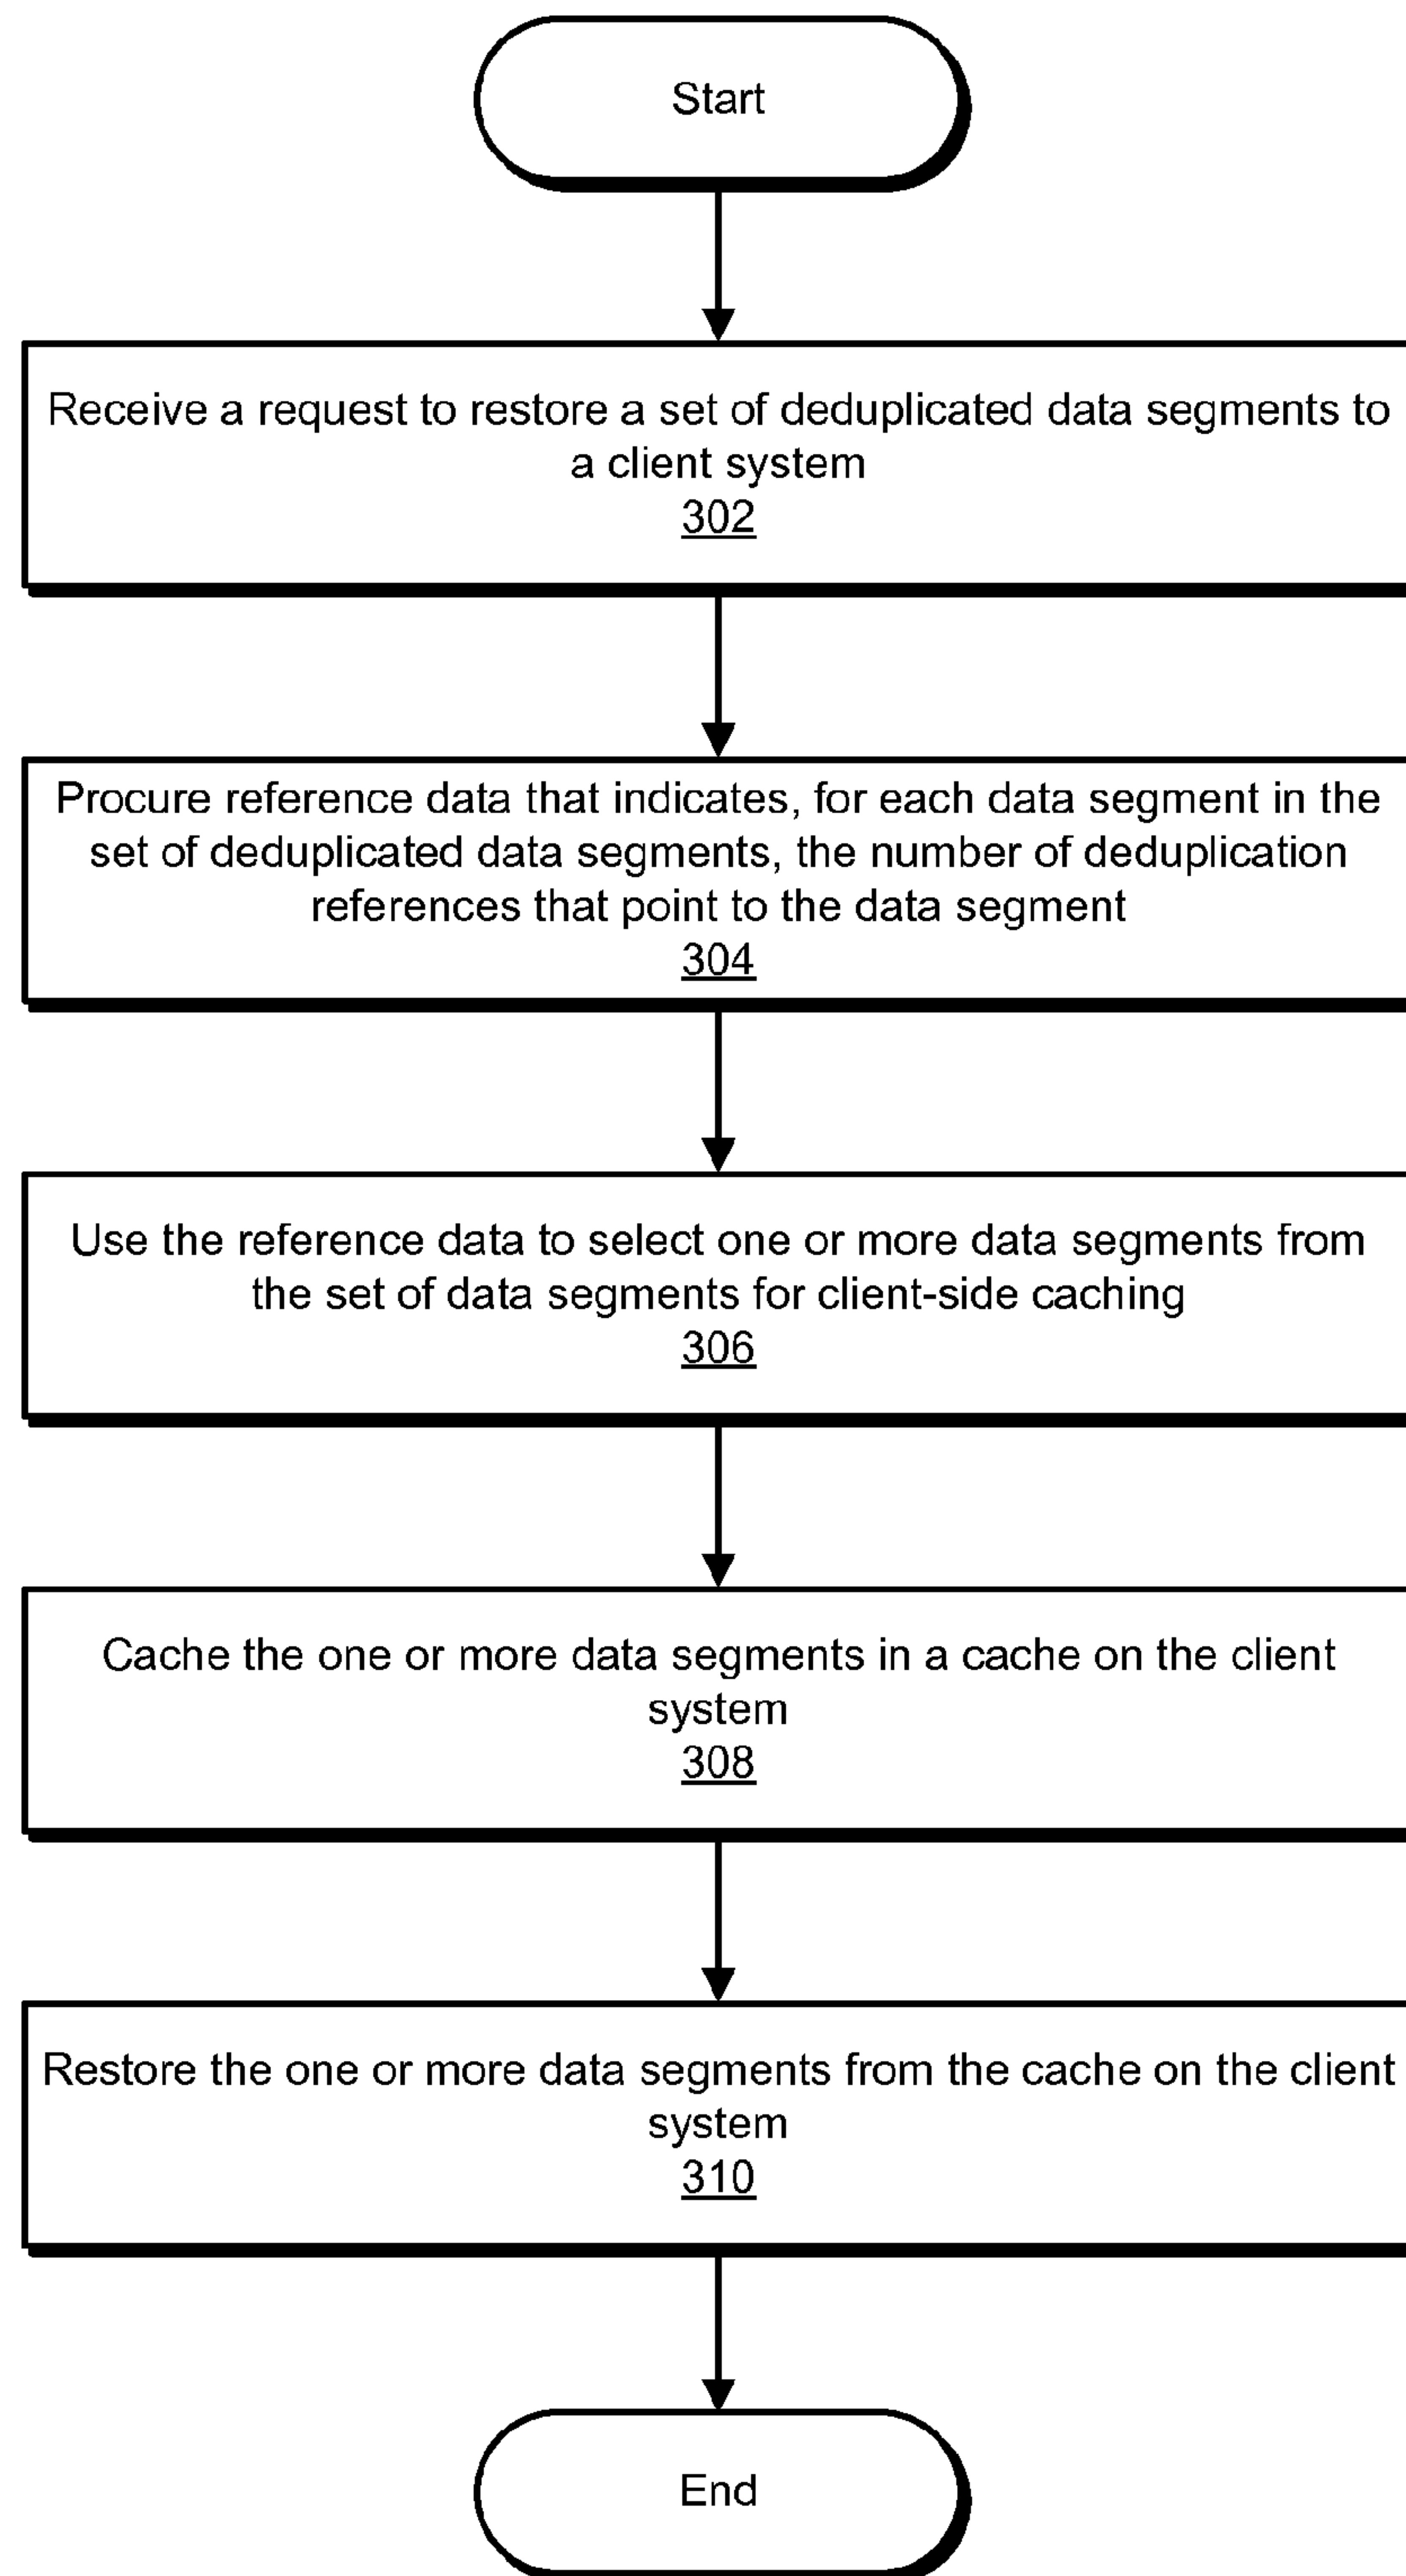 Start
Receive a request to restore a set of deduplicated data segments to
a client system
302
Procure reference data that indicates, for each data segment in the
set of deduplicated data segments, the number of deduplication
references that point to the data segment
304
Use the reference data to select one or more data segments from
the set of data segments for client-side caching
306
Cache the one or more data segments in a cache on the client
system
308
Restore the one or more data segments from the cache on the client
system
310
End